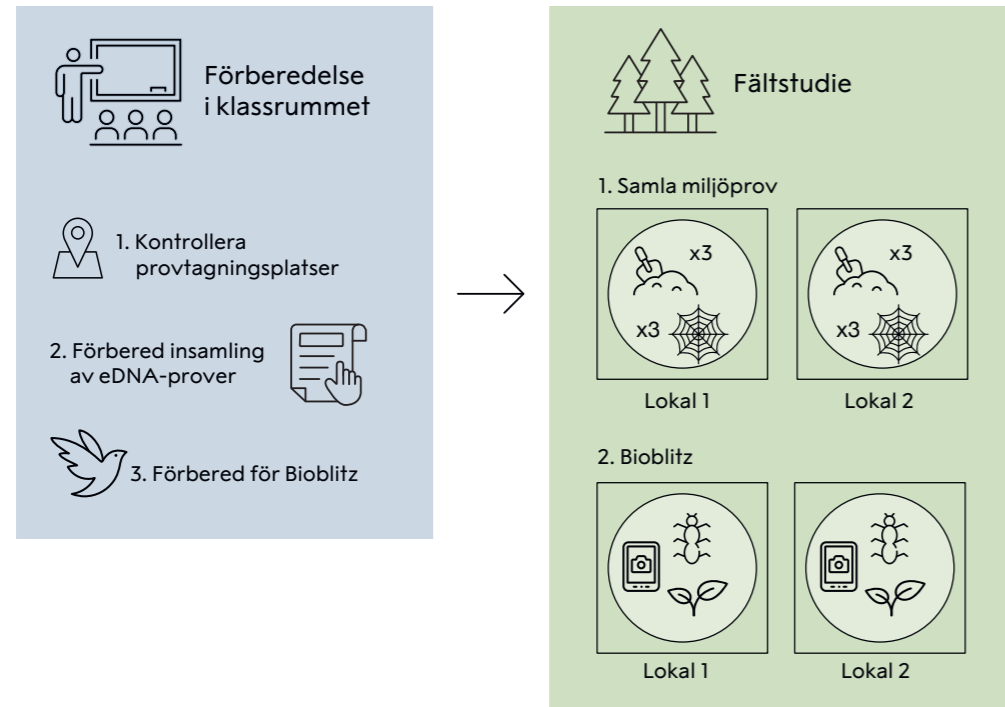 Förberedelse
i klassrummet
1. Kontrollera
provtagningsplatser
2. Förbered insamling
av eDNA-prover
3. Förbered för Bioblitz
Fältstudie
1. Samla miljöprov
x3
x3
Lokal 1
x3
x3
Lokal 2
2. Bioblitz
Lokal 1
Lokal 2